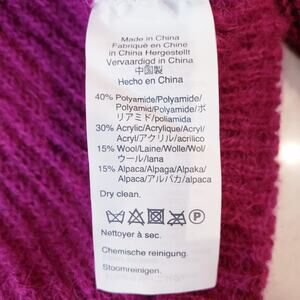 Made in China
Fabriqué en Chine
in China Hergestellt
Vervaardigd in China
中国製
Hecho en China
40% Polyamide/Polyamide/
Polyamid/Polyamide/ポ
リアミド/poliamida
30% Acrylic/Acrylique/Acryl/
Acryl/アクリル/acrilico
15% Wool/Laine/Wolle/Wol/
ウール/lana
15% Alpaca/Alpaga/Alpaka/
Alpaca/アルパカ/alpaca
Dry clean.
P
Nettoyer à sec.
Chemische reinigung.
Stoomreinigen.